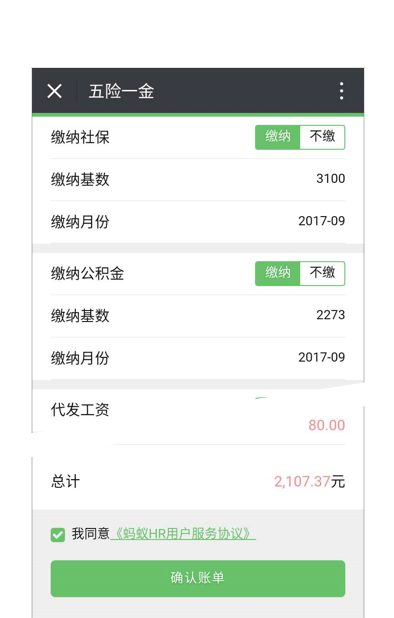 五险一金
缴纳社保 缴纳 不缴
缴纳基数 3100
缴纳月份 2017-09
缴纳公积金 缴纳 不缴
缴纳基数 2273
缴纳月份 2017-09
代发工资
80.00
总计 2,107.37元
我同意《蚂蚁HR用户服务协议》
确认账单